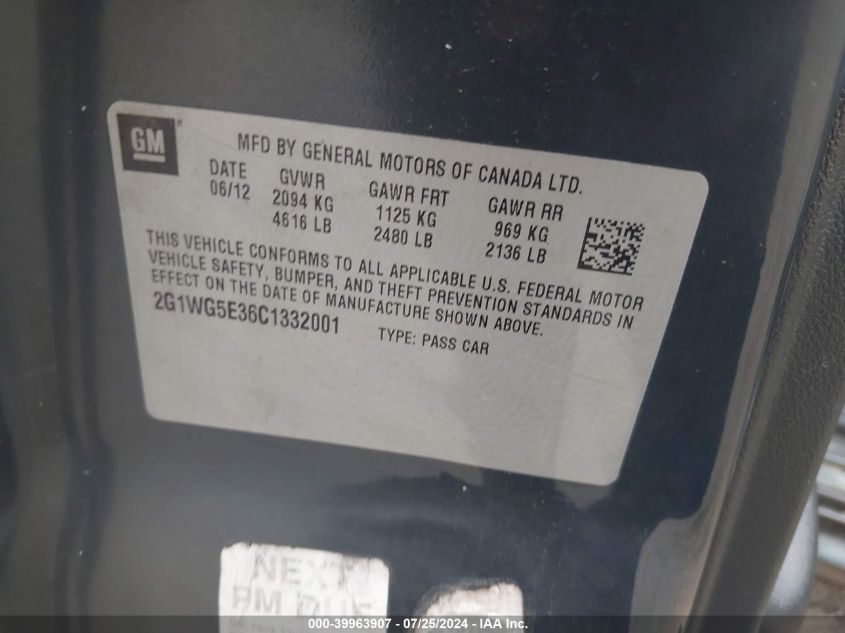 GM
MFD BY GENERAL MOTORS OF CANADA LTD.
DATE GVWR GAWR FRT GAWR RR
06/12 2094 KG 1125 KG 969 KG
4616 LB 2480 LB 2136 LB
THIS VEHICLE CONFORMS TO ALL APPLICABLE U.S. FEDERAL MOTOR
VEHICLE SAFETY, BUMPER, AND THEFT PREVENTION STANDARDS IN
EFFECT ON THE DATE OF MANUFACTURE SHOWN ABOVE.
2G1WG5E36C1332001 TYPE: PASS CAR
NEXT
PM DUE
000-39963907 - 07/25/2024 - IAA Inc.